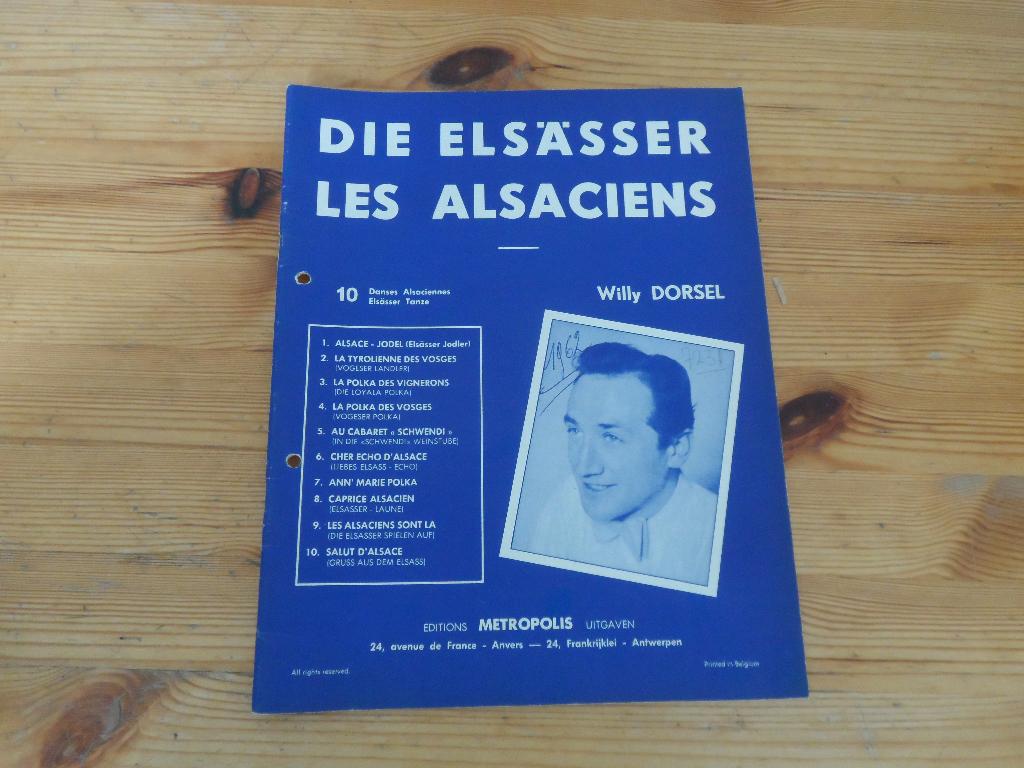 DIE ELSÄSSER
LES ALSACIENS
10 Danses Alsaciennes
Elsässer Tanze
Willy DORSEL
1. ALSACE - JODEL (Elsässer Jodler)
2. LA TYROLIENNE DES VOSGES
(VOGESER LANDLER)
3. LA POLKA DES VIGNERONS
(DIE LOYALA POLKA)
4. LA POLKA DES VOSGES
(VOGESER POLKA)
5. AU CABARET « SCHWENDI »
(IN DIE «SCHWENDI» WEINSTUBE)
6. CHER ECHO D'ALSACE
(LIEBES ELSASS - ECHO)
7. ANN' MARIE POLKA
8. CAPRICE ALSACIEN
(ELSASSER - LAUNE)
9. LES ALSACIENS SONT LA
(DIE ELSASSER SPIELEN AUF)
10. SALUT D'ALSACE
(GRUSS AUS DEM ELSASS)
1962
EDITIONS METROPOLIS UITGAVEN
24, avenue de France - Anvers — 24, Frankrijklei - Antwerpen
All rights reserved.
Printed in Belgium